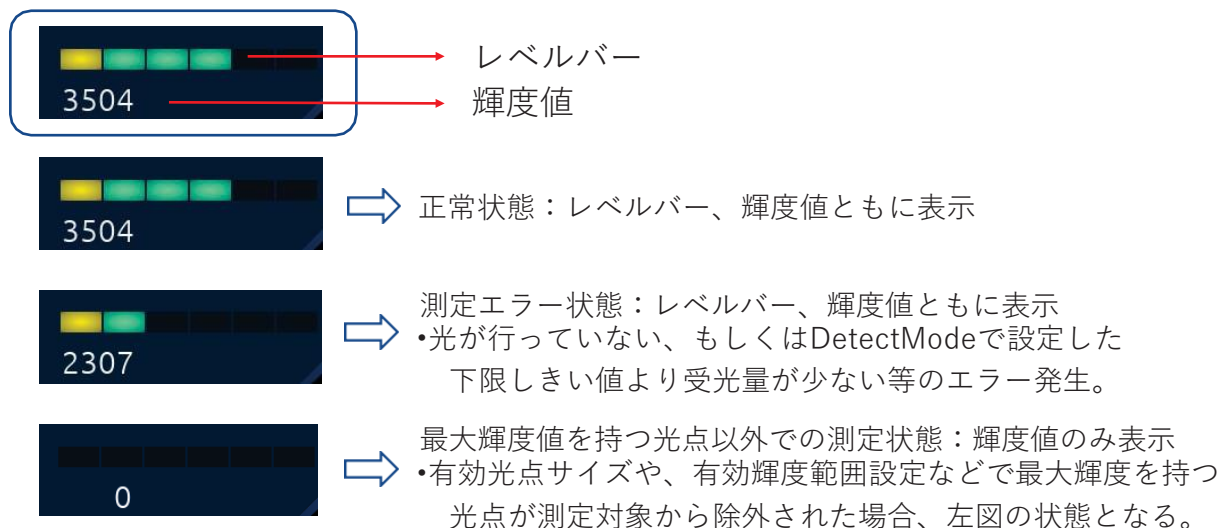 レベルバー
3504
輝度値
3504
正常状態：レベルバー、輝度値ともに表示
2307
測定エラー状態：レベルバー、輝度値ともに表示
•光が行っていない、もしくはDetectModeで設定した
下限しきい値より受光量が少ない等のエラー発生。
0
最大輝度値を持つ光点以外での測定状態：輝度値のみ表示
•有効光点サイズや、有効輝度範囲設定などで最大輝度を持つ
光点が測定対象から除外された場合、左図の状態となる。